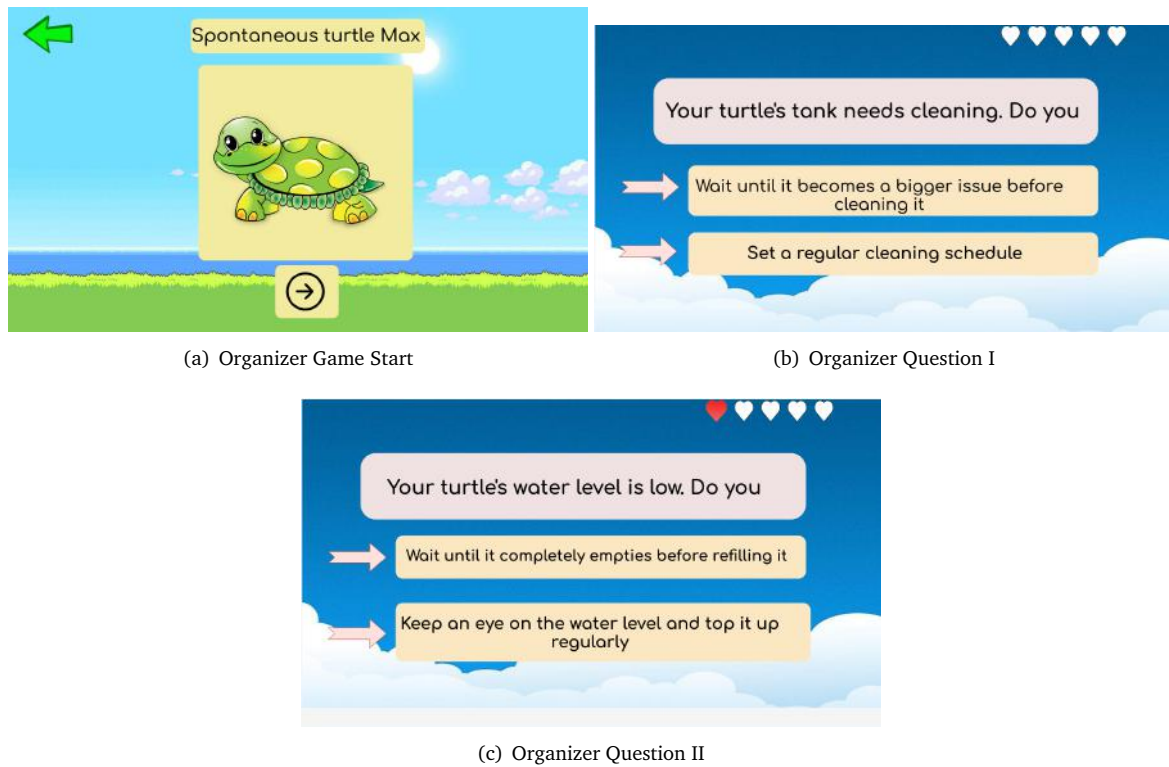 Spontaneous turtle Max
Your turtle's tank needs cleaning. Do you
Wait until it becomes a bigger issue before
cleaning it
Set a regular cleaning schedule
(a) Organizer Game Start
(b) Organizer Question I
Your turtle's water level is low. Do you
Wait until it completely empties before refilling it
Keep an eye on the water level and top it up
regularly
(c) Organizer Question II